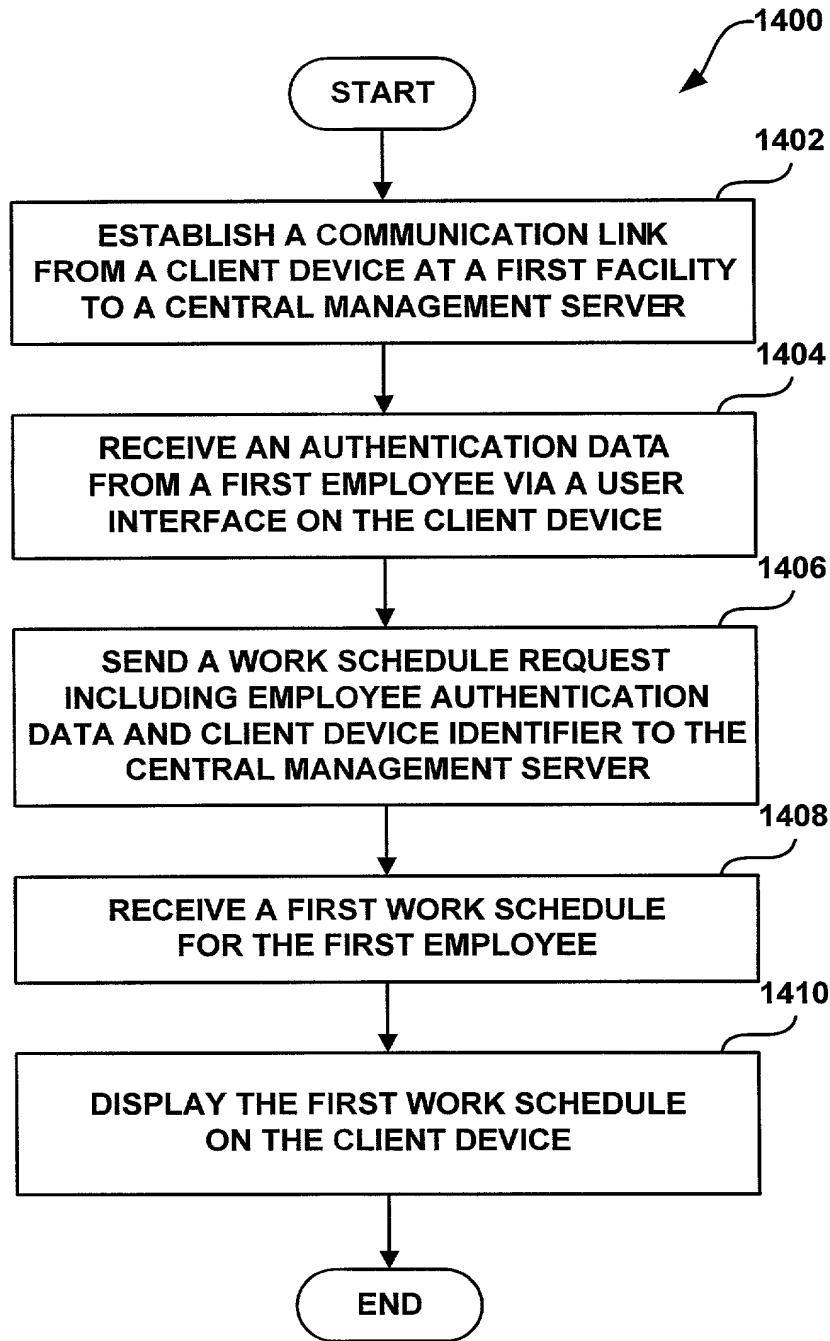 1400
START
1402
ESTABLISH A COMMUNICATION LINK
FROM A CLIENT DEVICE AT A FIRST FACILITY
TO A CENTRAL MANAGEMENT SERVER
1404
RECEIVE AN AUTHENTICATION DATA
FROM A FIRST EMPLOYEE VIA A USER
INTERFACE ON THE CLIENT DEVICE
1406
SEND A WORK SCHEDULE REQUEST
INCLUDING EMPLOYEE AUTHENTICATION
DATA AND CLIENT DEVICE IDENTIFIER TO THE
CENTRAL MANAGEMENT SERVER
1408
RECEIVE A FIRST WORK SCHEDULE
FOR THE FIRST EMPLOYEE
1410
DISPLAY THE FIRST WORK SCHEDULE
ON THE CLIENT DEVICE
END